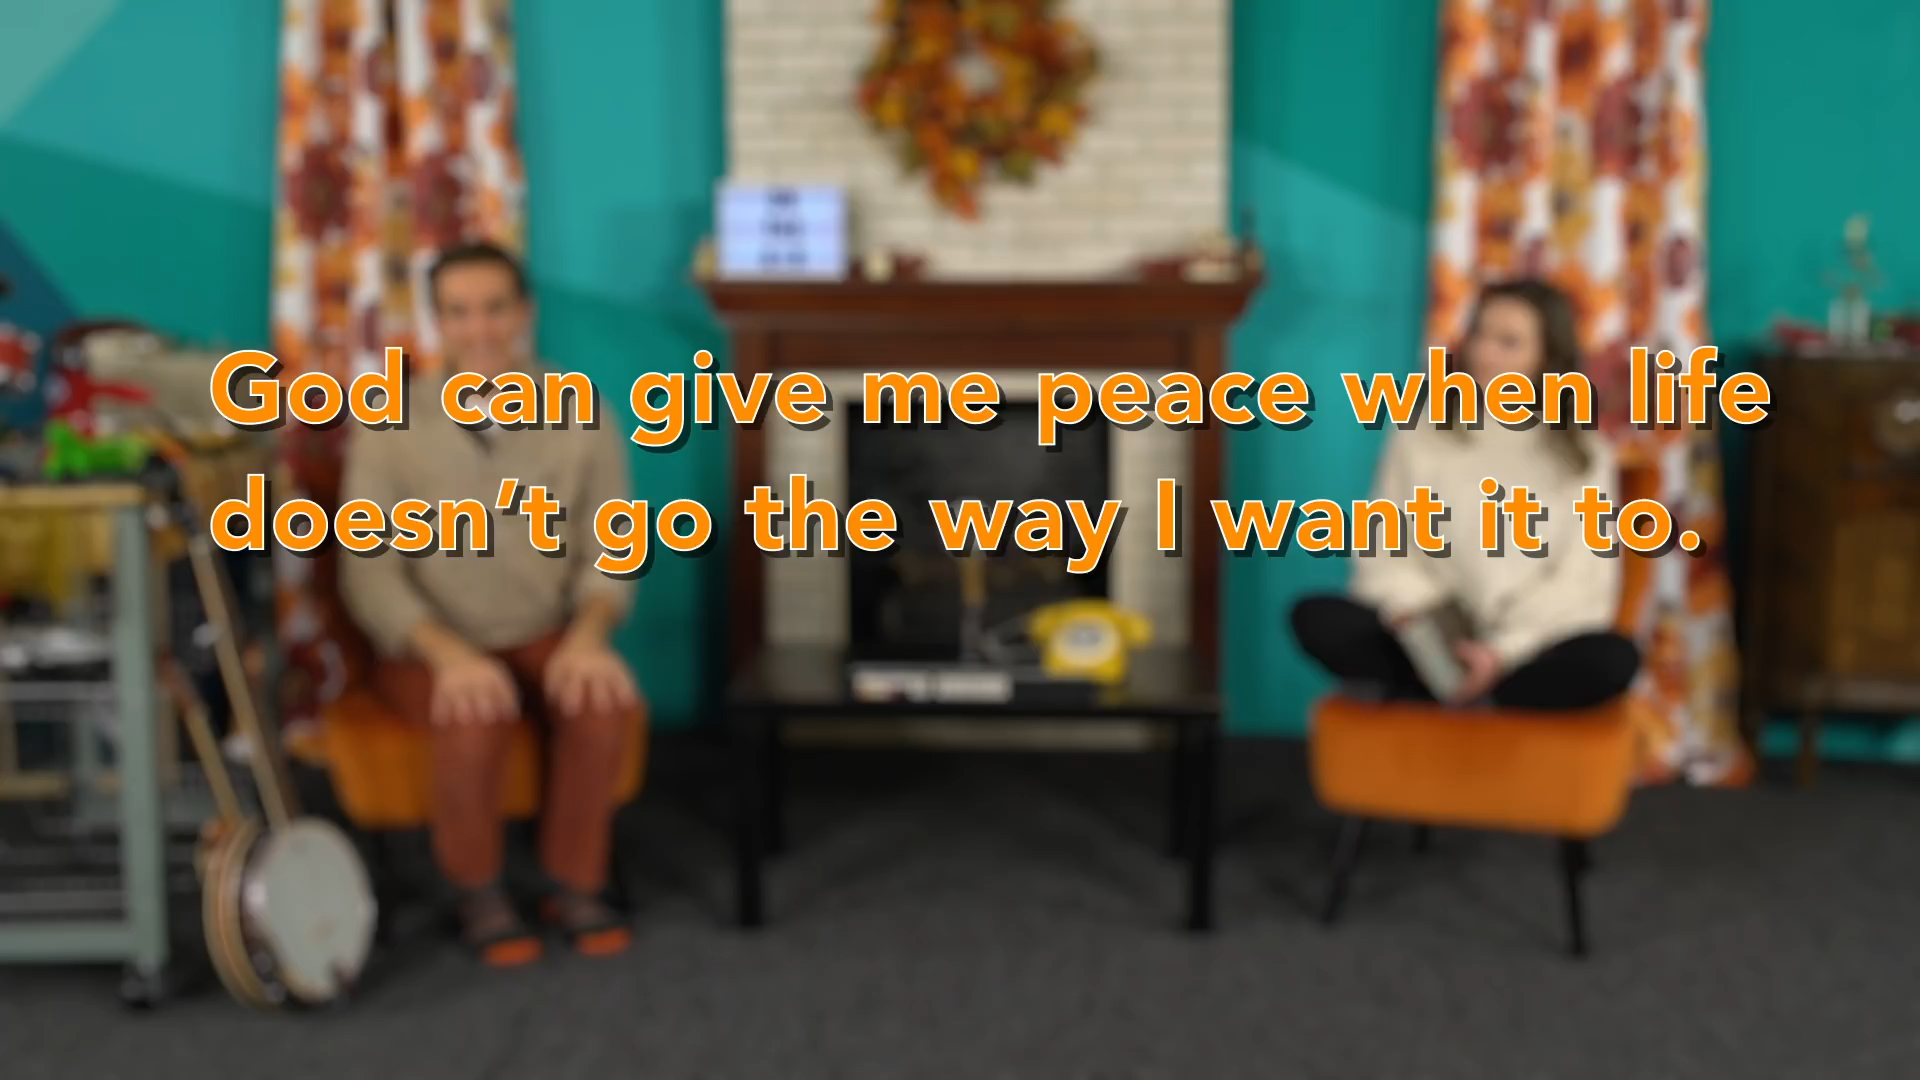 God can give me peace when life
doesn’t go the way I want it to.